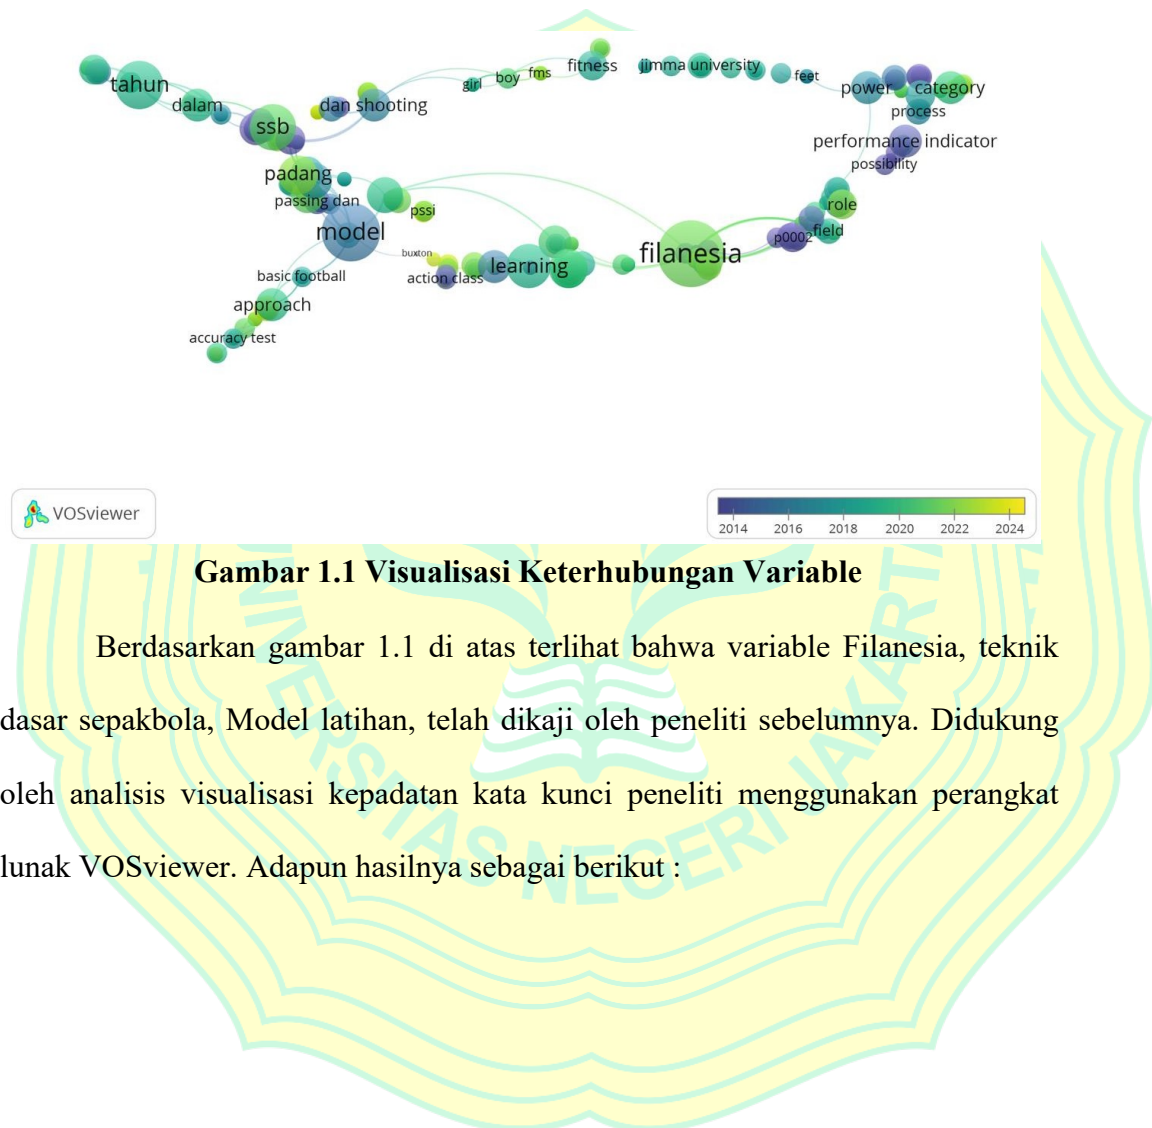 tahun
dalam
ssb
dan shooting
girl
boy
fms
fitness
jimma university
feet
power
category
process
performance indicator
possibility
role
field
p0002
padang
passing dan
pssi
model
buxton
action class
learning
filanesia
basic football
approach
accuracy test
VOSviewer
2014 2016 2018 2020 2022 2024
Gambar 1.1 Visualisasi Keterhubungan Variable
Berdasarkan gambar 1.1 di atas terlihat bahwa variable Filanesia, teknik
dasar sepakbola, Model latihan, telah dikaji oleh peneliti sebelumnya. Didukung
oleh analisis visualisasi kepadatan kata kunci peneliti menggunakan perangkat
lunak VOSviewer. Adapun hasilnya sebagai berikut :
UNIVERSITAS NEGERI JAKARTA